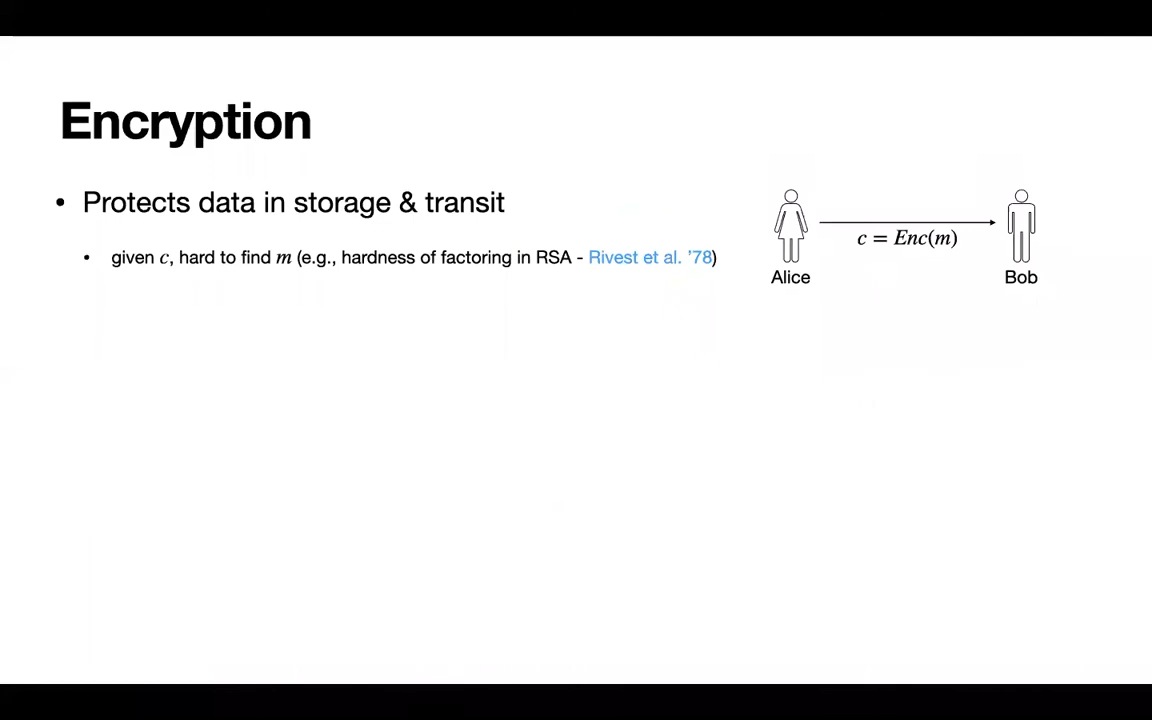 Encryption
• Protects data in storage & transit
• given c, hard to find m (e.g., hardness of factoring in RSA - Rivest et al. ’78)
c = Enc(m)
Alice
Bob